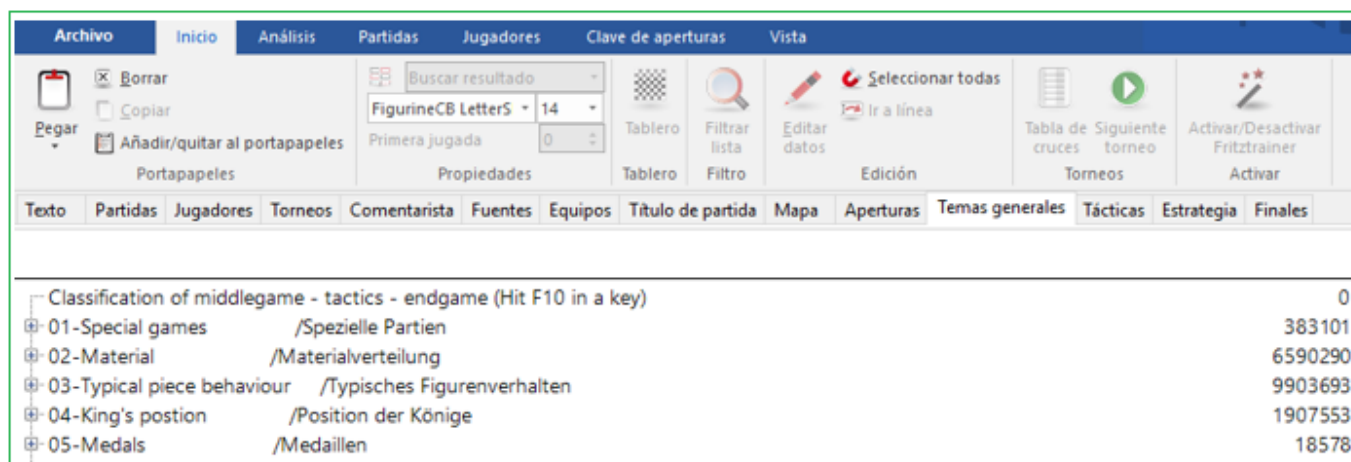 Archivo Inicio Análisis Partidas Jugadores Clave de aperturas Vista
Pegar
Borrar
Copiar
Añadir/quitar al portapapeles
Portapapeles
Buscar resultado
FigurineCB LetterS 14
Primera jugada 0
Propiedades
Tablero
Tablero
Filtrar lista
Filtro
Editar datos
Seleccionar todas
Ir a línea
Edición
Tabla de cruces
Siguiente torneo
Torneos
Activar/Desactivar Fritztrainer
Activar
Texto Partidas Jugadores Torneos Comentarista Fuentes Equipos Título de partida Mapa Aperturas Temas generales Tácticas Estrategia Finales
Classification of middlegame - tactics - endgame (Hit F10 in a key) 0
01-Special games /Spezielle Partien 383101
02-Material /Materialverteilung 6590290
03-Typical piece behaviour /Typisches Figurenverhalten 9903693
04-King's postion /Position der Könige 1907553
05-Medals /Medaillen 18578